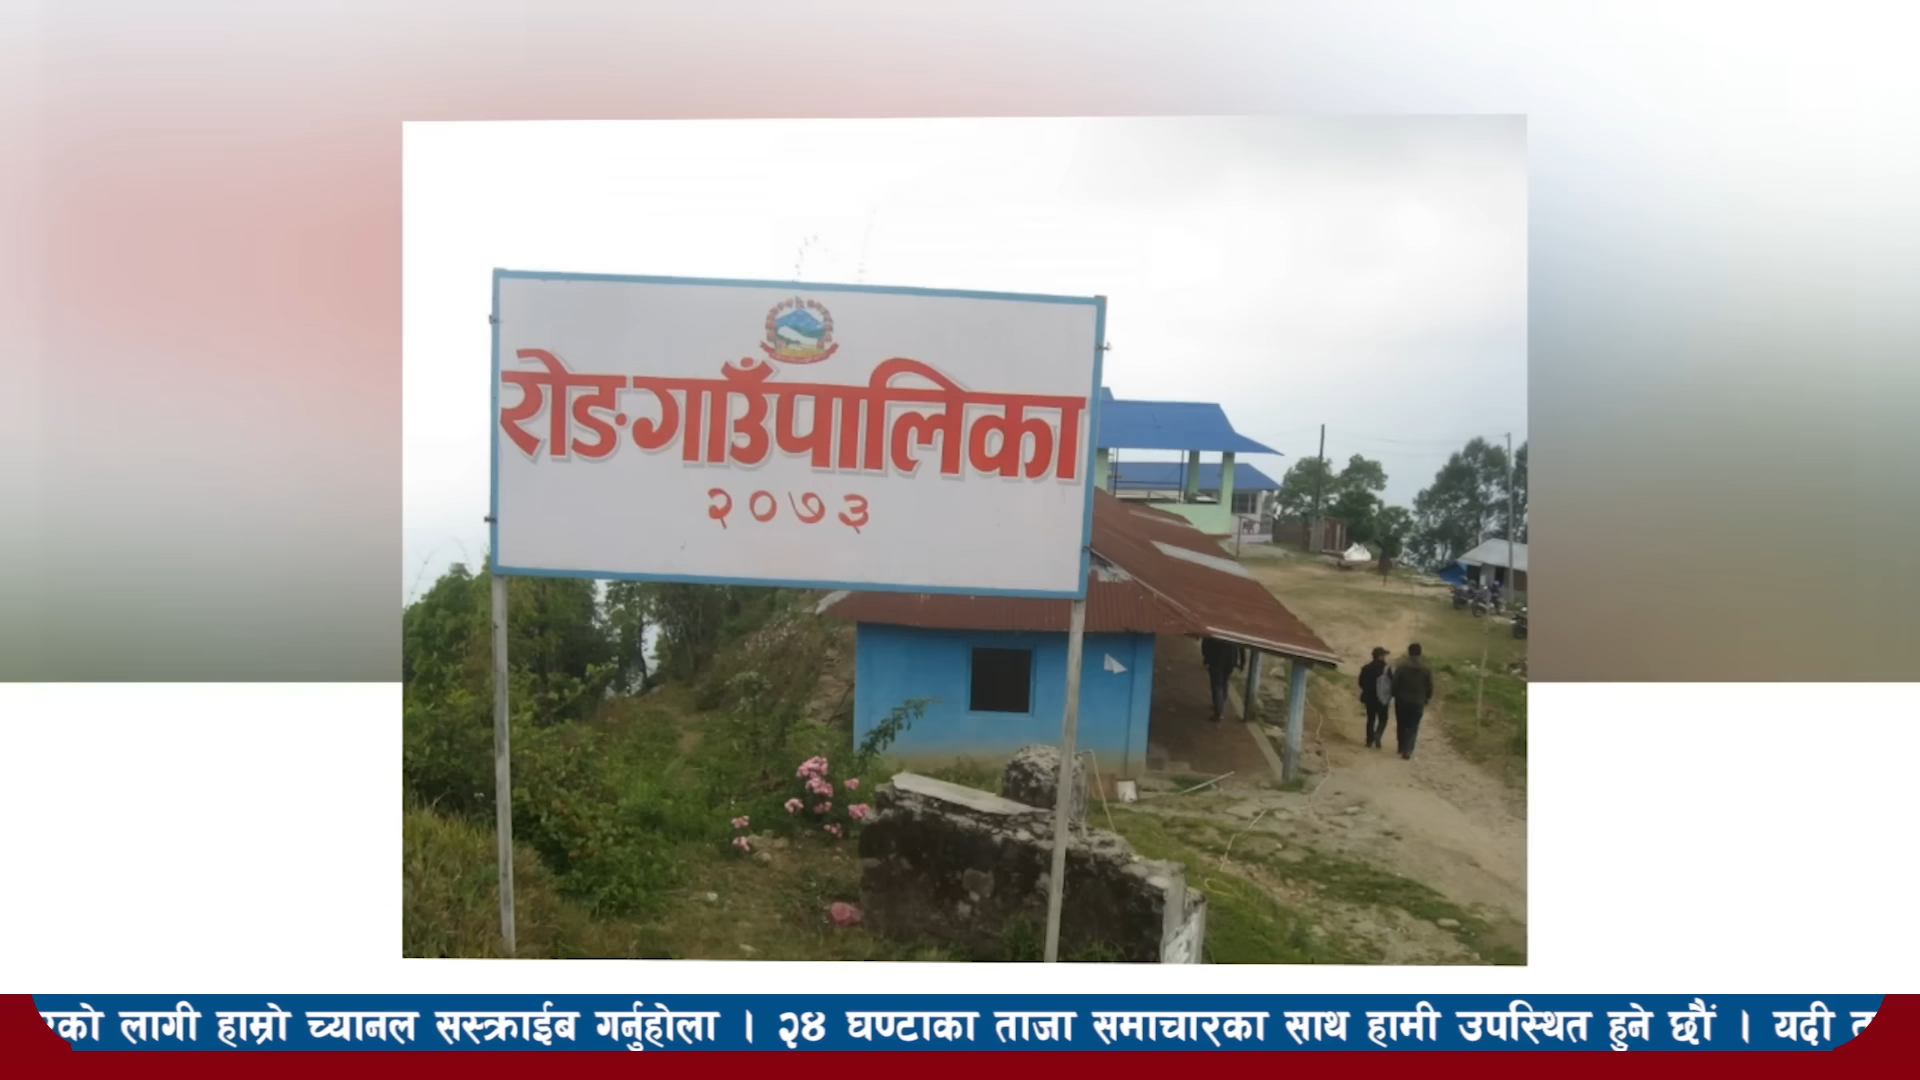 रोङगाउँपालिका
२०७३
को लागी हाम्रो च्यानल सस्क्राईब गर्नुहोला । २४ घण्टाका ताजा समाचारका साथ हामी उपस्थित हुने छौं । यदी